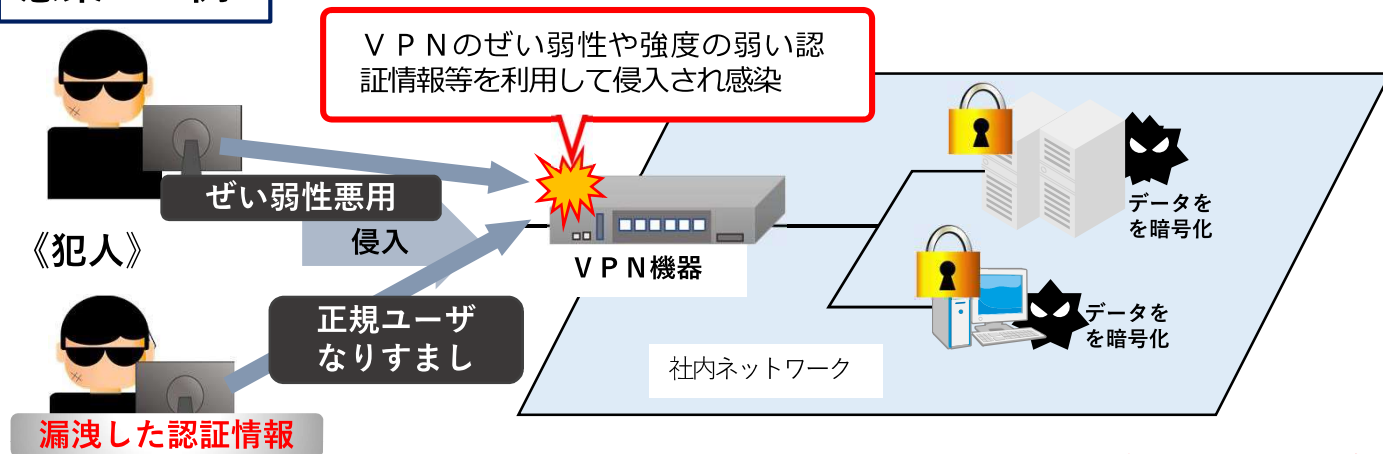 ＶＰＮのぜい弱性や強度の弱い認
証情報等を利用して侵入され感染
ぜい弱性悪用
侵入
《犯人》
ＶＰＮ機器
正規ユーザ
なりすまし
漏洩した認証情報
データを
を暗号化
データを
を暗号化
社内ネットワーク